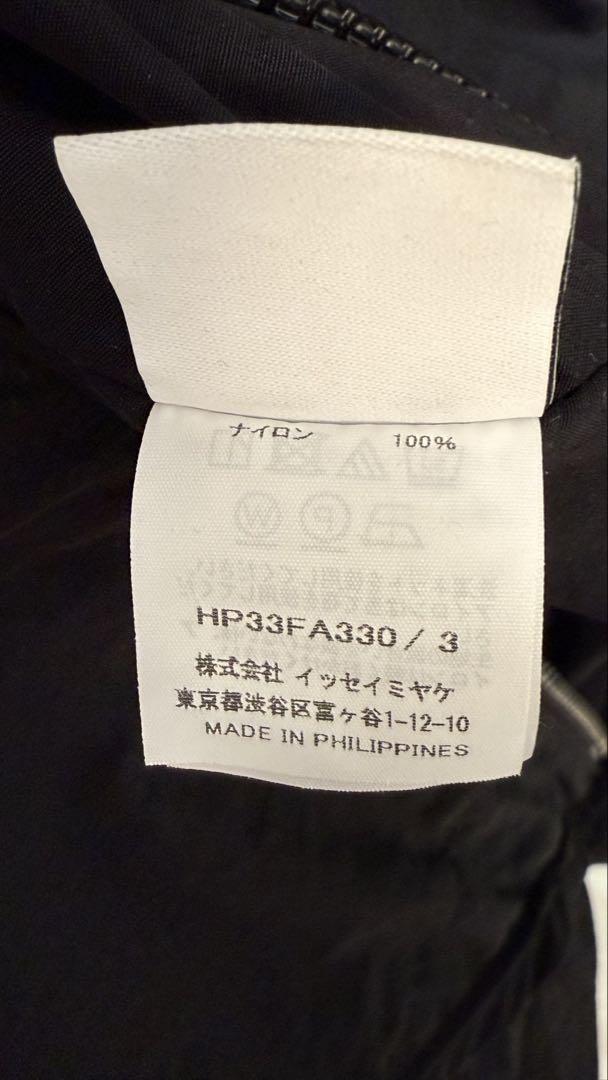 ナイロン 100%
HP33FA330 / 3
株式会社 イッセイミヤケ
東京都渋谷区富ヶ谷1-12-10
MADE IN PHILIPPINES